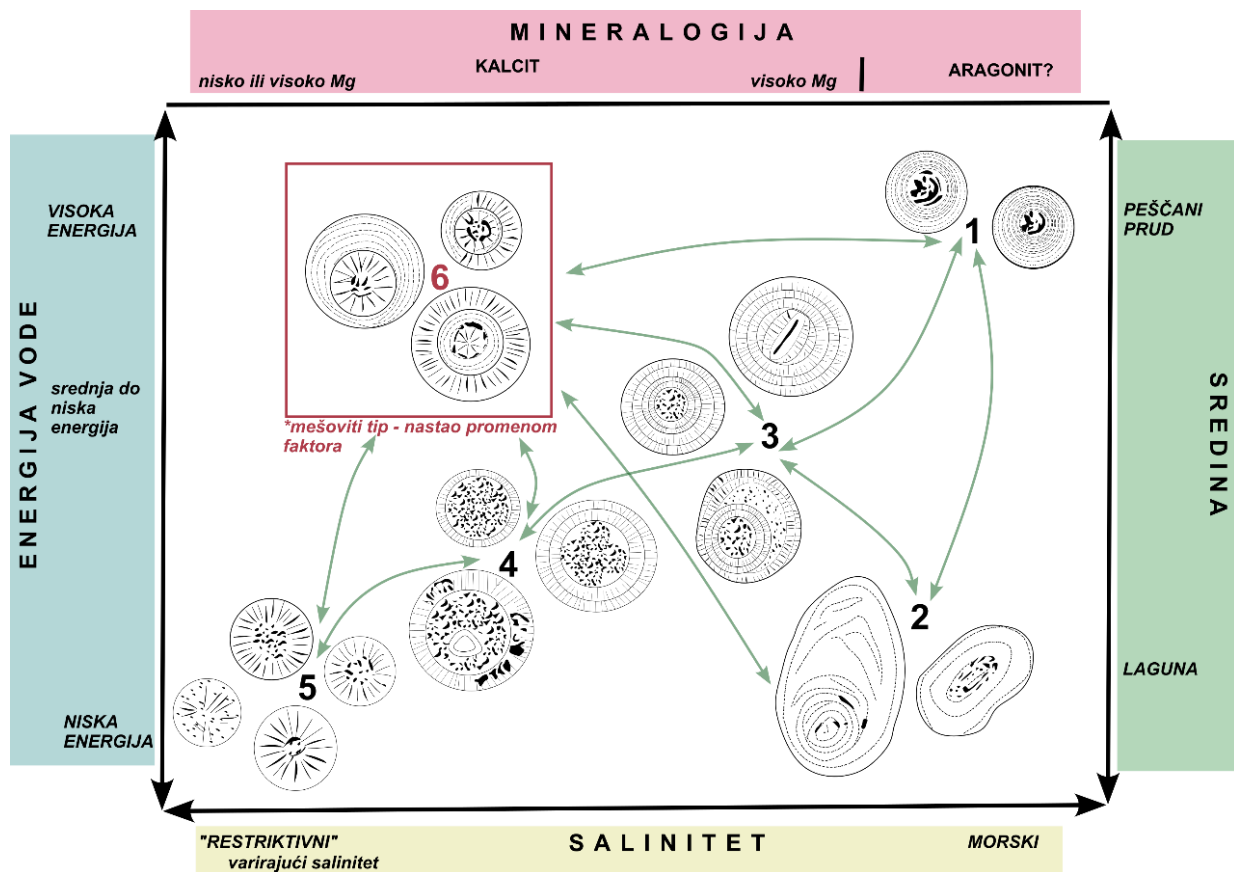 MINERALOGIJA
KALCIT
nisko ili visoko Mg
visoko Mg
ARAGONIT?
ENERGIJA VODE
VISOKA
ENERGIJA
srednja do
niska
energija
NISKA
ENERGIJA
6
*mešoviti tip - nastao promenom
faktora
1
3
4
2
5
SREDINA
PEŠČANI
PRUD
LAGUNA
"RESTRIKTIVNI"
varirajući salinitet
SALINITET
MORSKI